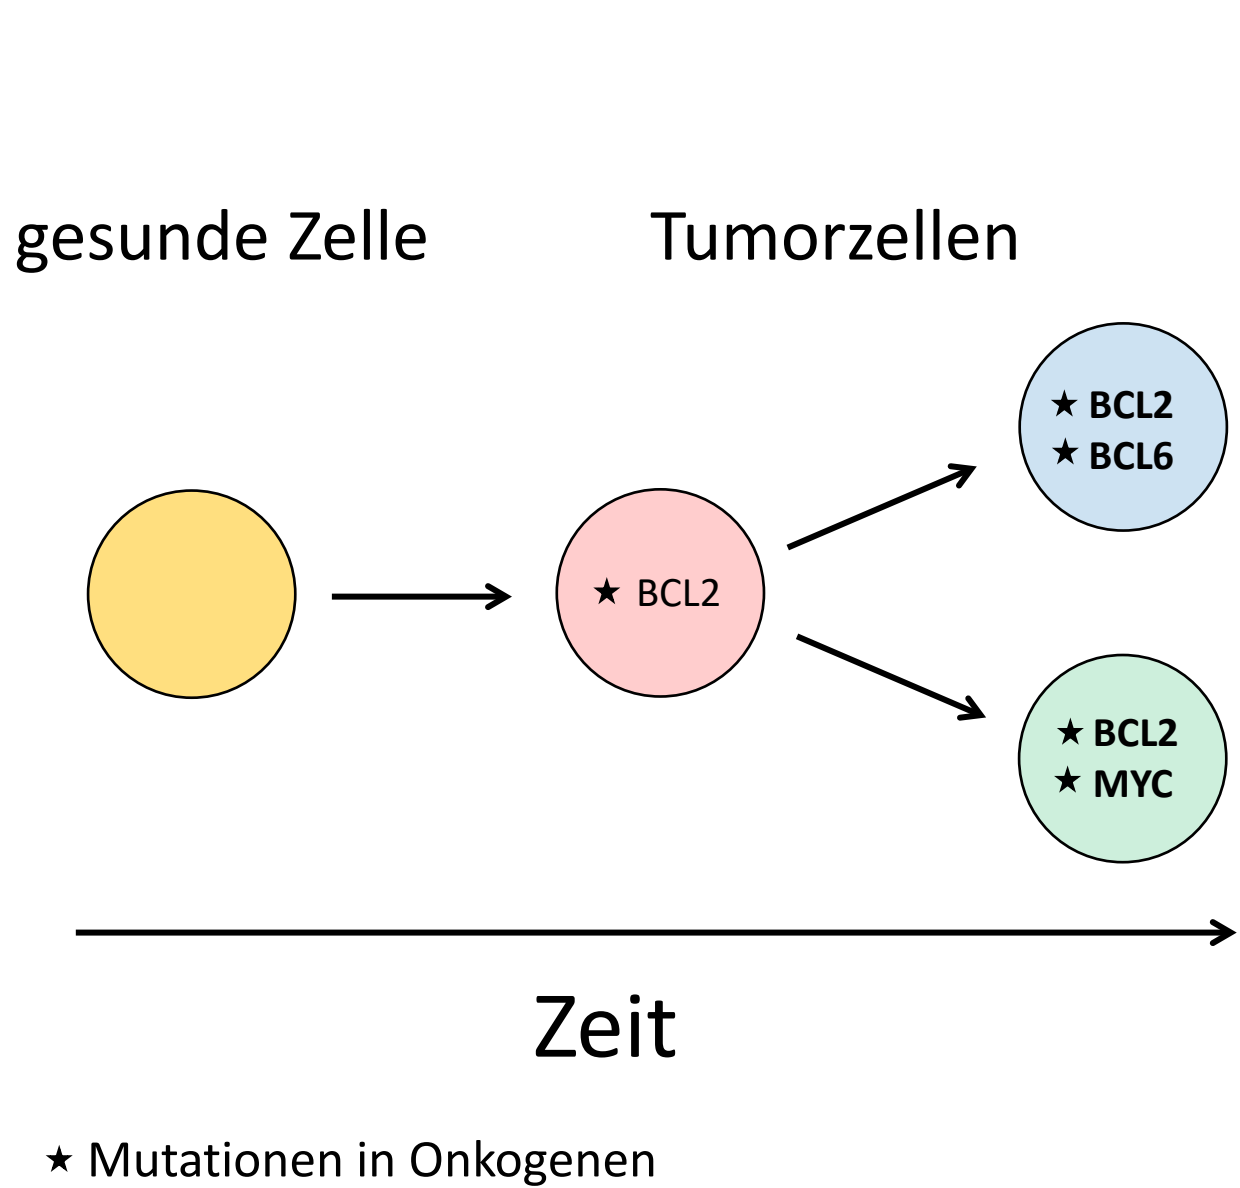 gesunde Zelle
Tumorzellen
★ BCL2
★ BCL2
★ BCL6
★ BCL2
★ MYC
Zeit
★ Mutationen in Onkogenen